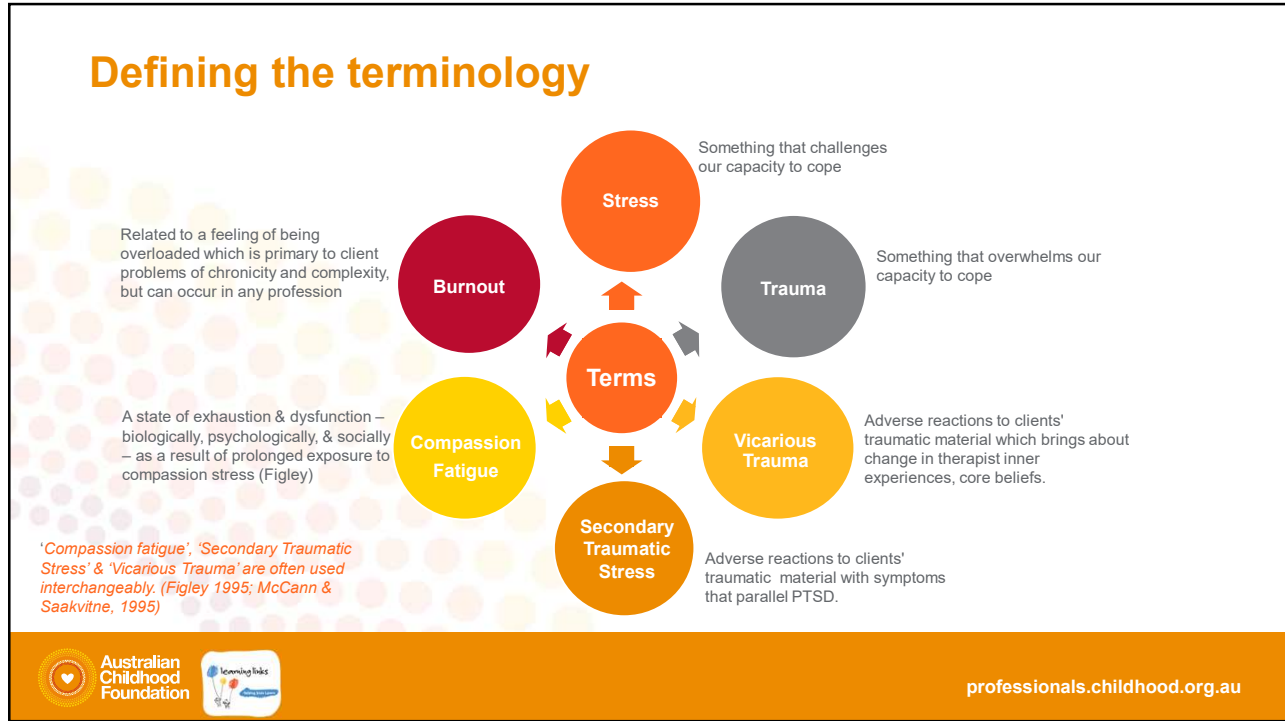 Defining the terminology
Something that challenges
our capacity to cope
Stress
Related to a feeling of being
overloaded which is primary to client
problems of chronicity and complexity,
but can occur in any profession
Burnout
Trauma
Something that overwhelms our
capacity to cope
Terms
A state of exhaustion & dysfunction –
biologically, psychologically, & socially
– as a result of prolonged exposure to
compassion stress (Figley)
Compassion
Fatigue
Vicarious
Trauma
Adverse reactions to clients'
traumatic material which brings about
change in therapist inner
experiences, core beliefs.
Secondary
Traumatic
Stress
Adverse reactions to clients'
traumatic material with symptoms
that parallel PTSD.
‘Compassion fatigue’, ‘Secondary Traumatic
Stress’ & ‘Vicarious Trauma’ are often used
interchangeably. (Figley 1995; McCann &
Saakvitne, 1995)
Australian
Childhood
Foundation
learning links
professionals.childhood.org.au